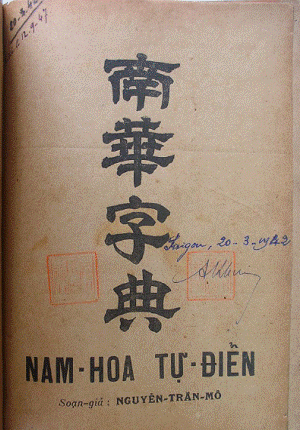 南華字典
Saigon, 20-3-1942
NAM-HOA TỰ-ĐIỂN
Soạn-giả : NGUYỄN-TRẦN-MÔ